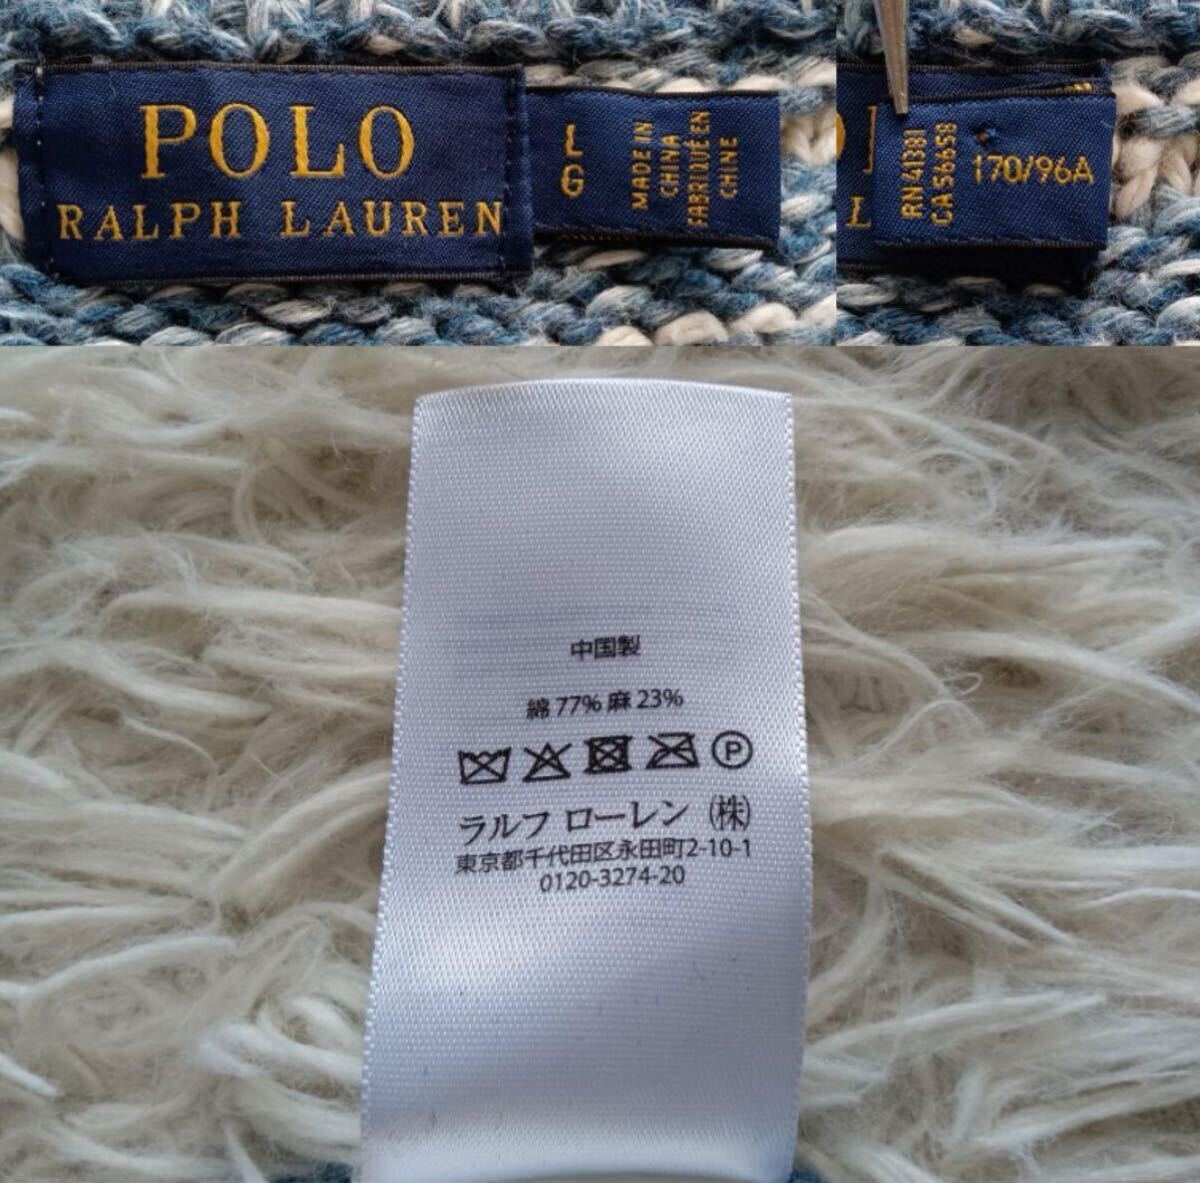 POLO
RALPH LAUREN
L
G
MADE IN
CHINA
FABRIQUÉ EN
CHINE
RN 41381
CA 56658
170/96A
中国製
綿 77% 麻 23%
P
ラルフ ローレン (株)
東京都千代田区永田町2-10-1
0120-3274-20